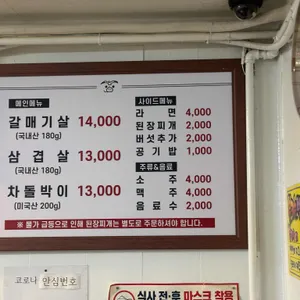 메인메뉴
갈매기살 14,000
(국내산 180g)
삼겹살 13,000
(국내산 180g)
차돌박이 13,000
(미국산 200g)
사이드메뉴
라면 4,000
된장찌개 2,000
버섯추가 2,000
공기밥 1,000
주류&음료
소주 4,000
맥주 4,000
음료수 2,000
※ 물가 급등으로 인해 된장찌개는 별도로 주문하셔야 합니다.
코로나 안심번호
식사 전·후 마스크 착용